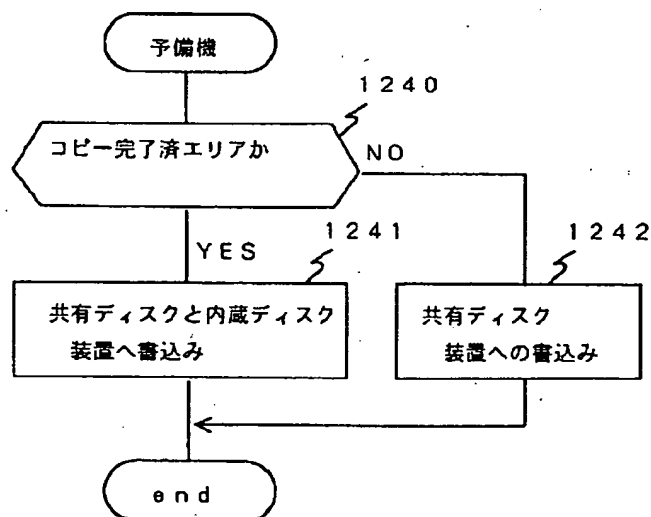 予備機
1240
コピー完了済エリアか
NO
YES
1241
1242
共有ディスクと内蔵ディスク
装置へ書込み
共有ディスク
装置への書込み
end